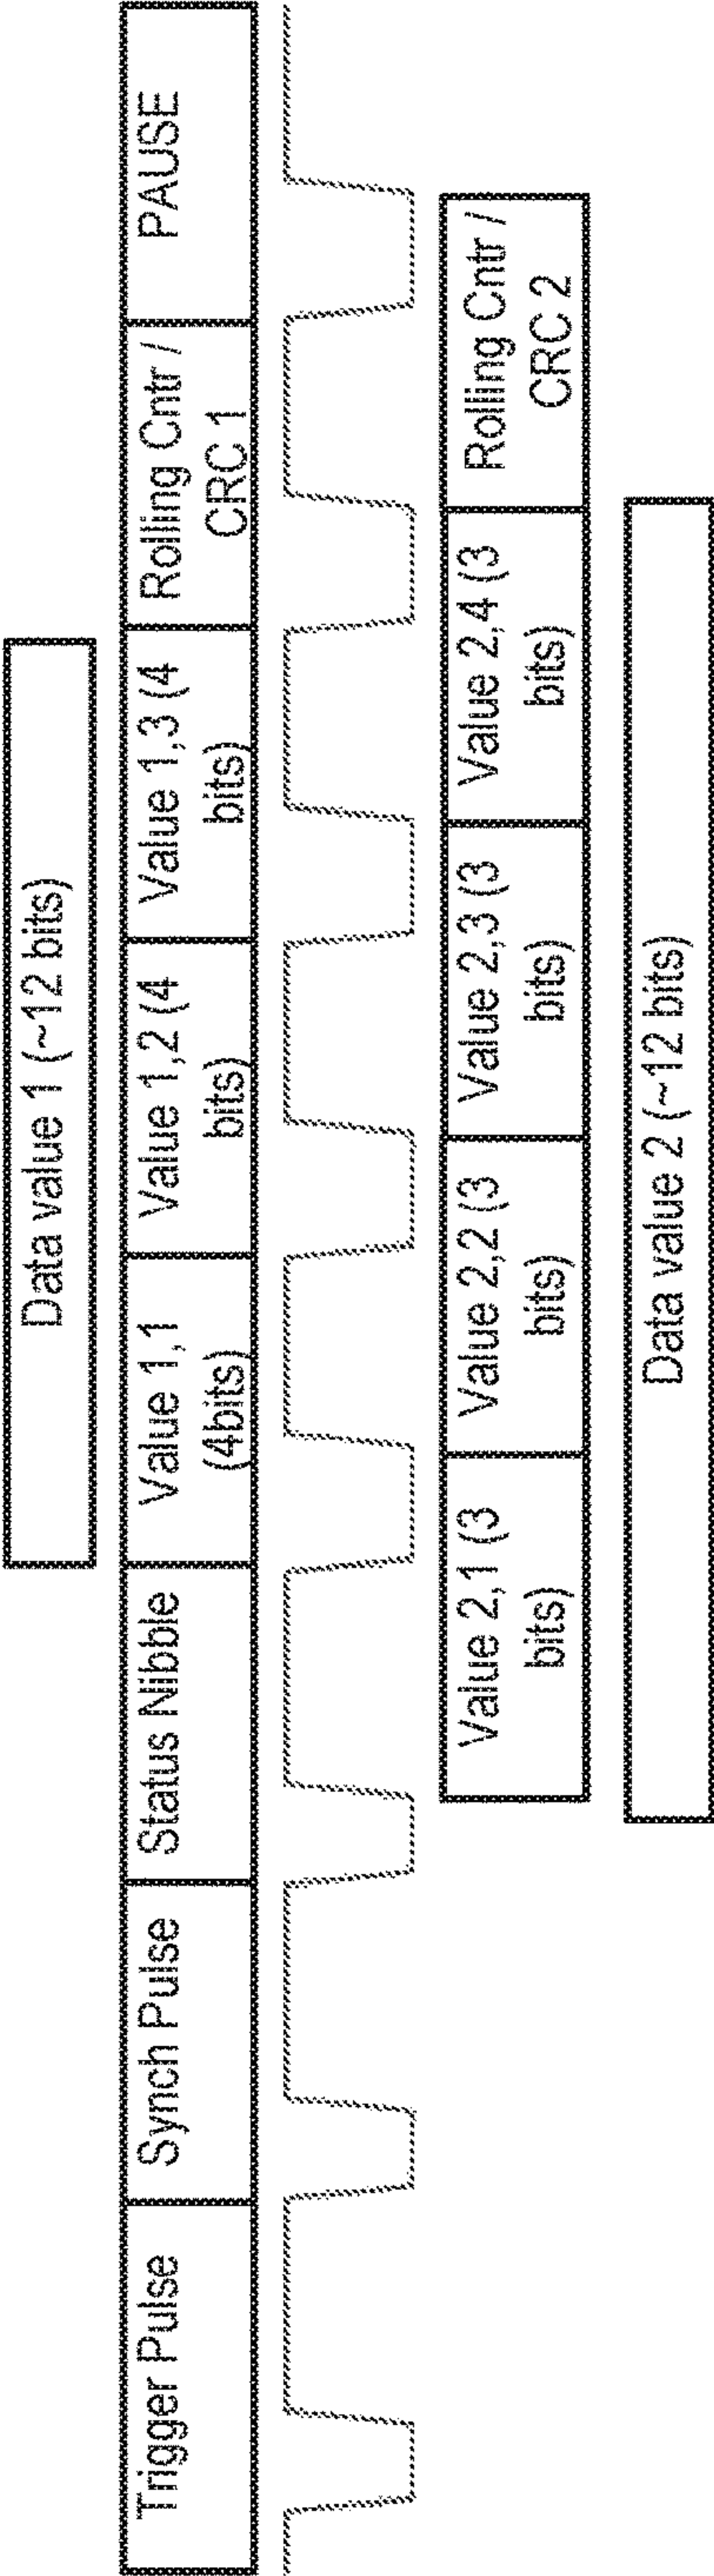 Data value 1 (~12 bits)
Trigger Pulse
Synch Pulse
Status Nibble
Value 1,1
(4bits)
Value 1,2 (4
bits)
Value 1,3 (4
bits)
Rolling Cntr /
CRC 1
PAUSE
Value 2,1 (3
bits)
Value 2,2 (3
bits)
Value 2,3 (3
bits)
Value 2,4 (3
bits)
Rolling Cntr /
CRC 2
Data value 2 (~12 bits)